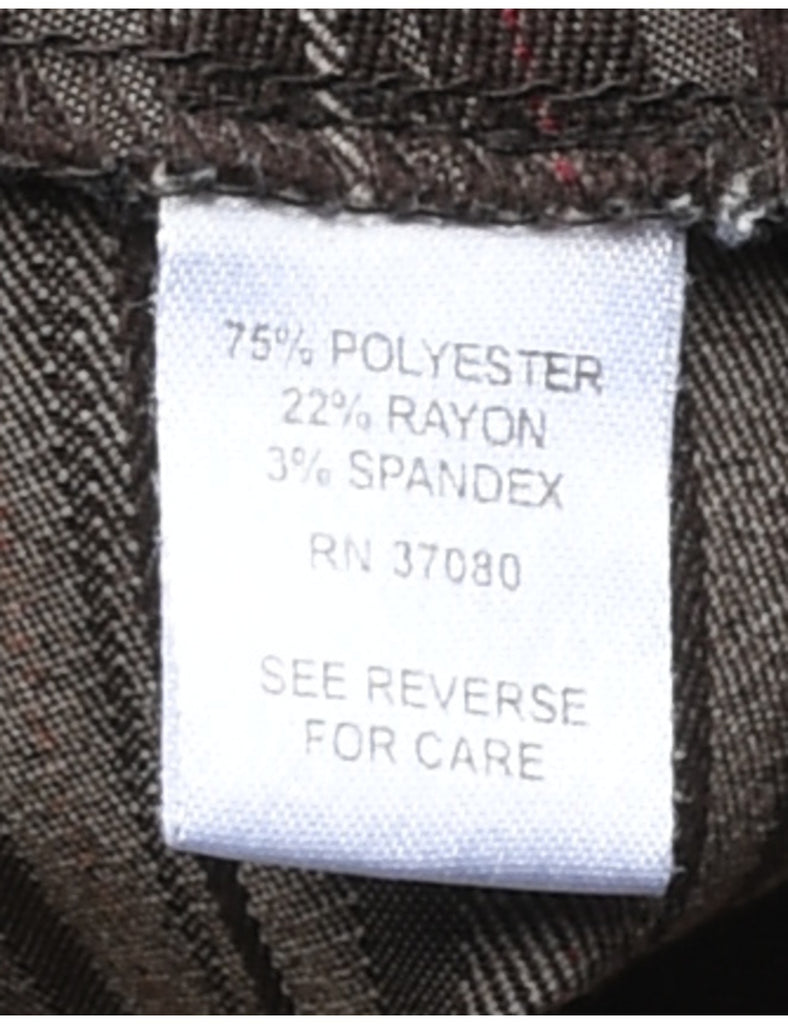 75% POLYESTER
22% RAYON
3% SPANDEX
RN 37080
SEE REVERSE
FOR CARE